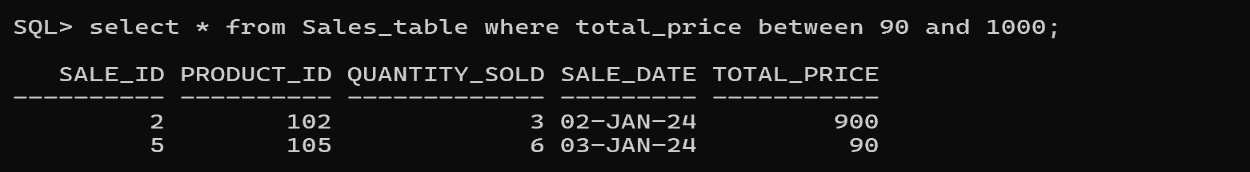 SQL> select * from Sales_table where total_price between 90 and 1000;
   SALE_ID PRODUCT_ID QUANTITY_SOLD SALE_DATE TOTAL_PRICE
---------- ---------- ------------- --------- -----------
         2        102             3 02-JAN-24         900
         5        105             6 03-JAN-24          90